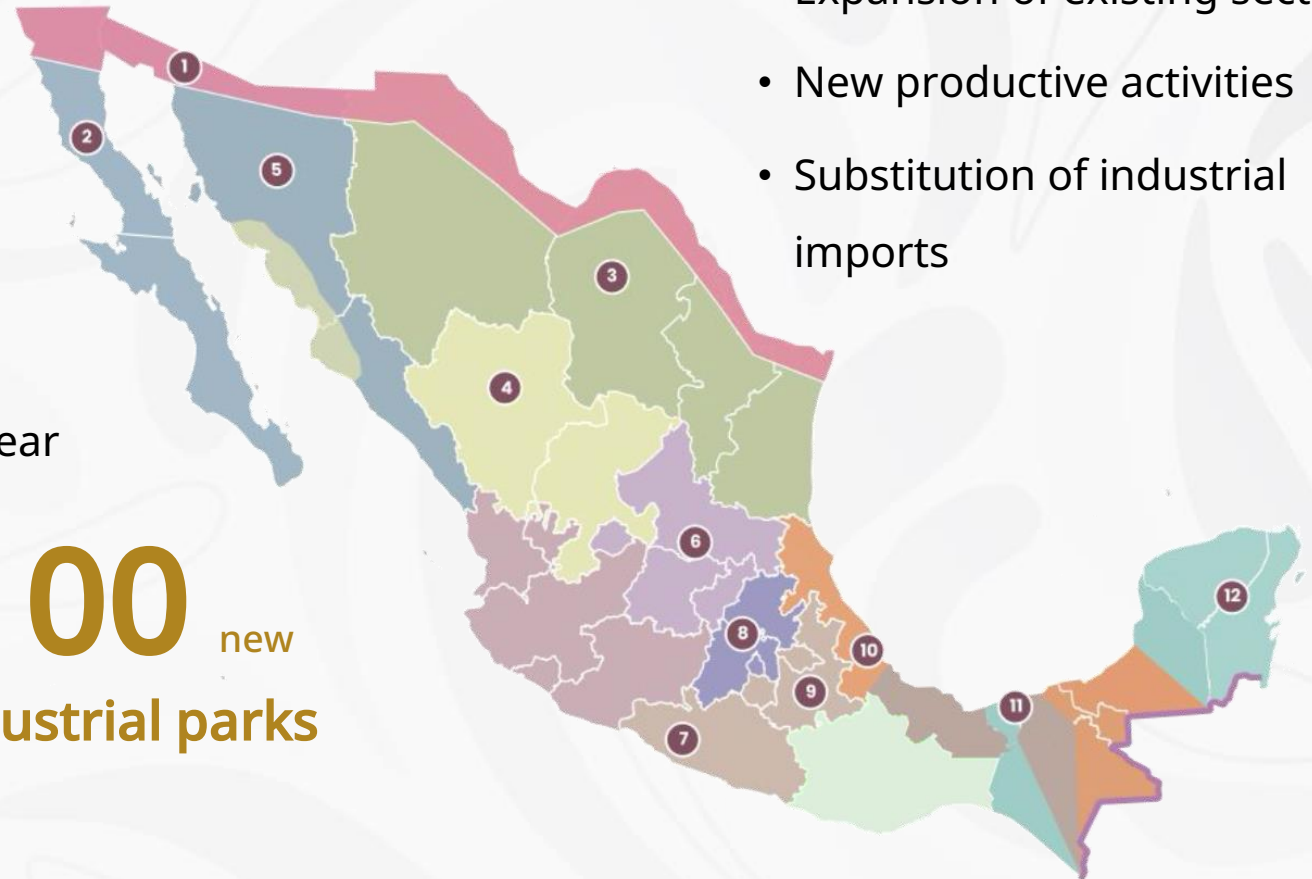 • New productive activities
• Substitution of industrial
imports
1
2
5
3
4
ear
6
00 new
ustrial parks
12
8
10
9
11
7